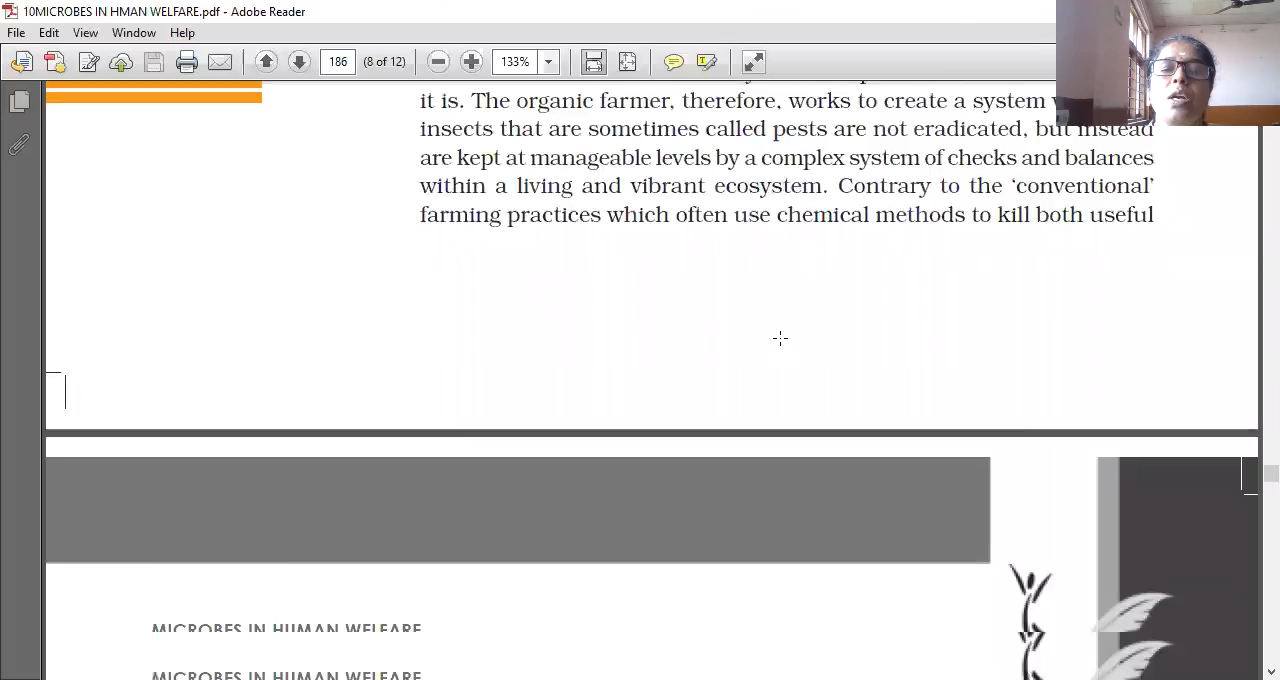 10MICROBES IN HMAN WELFARE.pdf - Adobe Reader
File Edit View Window Help
186 (8 of 12) 133%
it is. The organic farmer, therefore, works to create a system
insects that are sometimes called pests are not eradicated, but instead
are kept at manageable levels by a complex system of checks and balances
within a living and vibrant ecosystem. Contrary to the ‘conventional’
farming practices which often use chemical methods to kill both useful
MICROBES IN HUMAN WELFARE
MICROBES IN HUMAN WELFARE